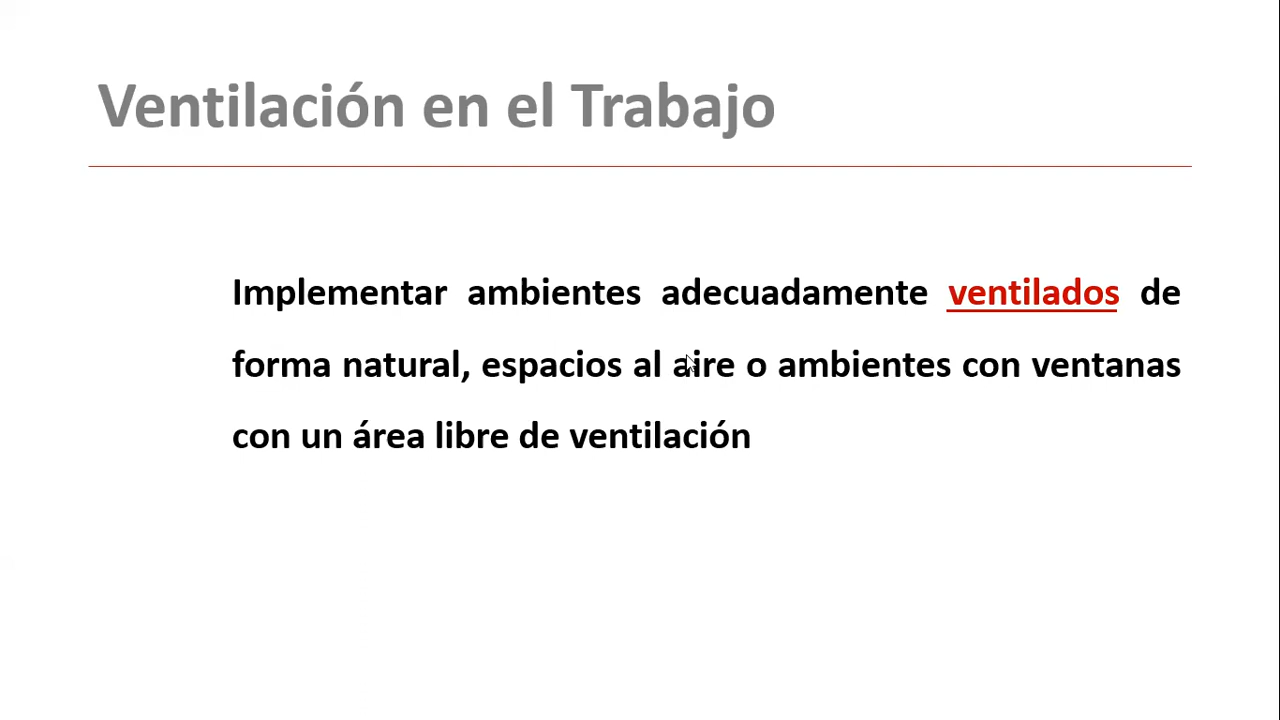 Ventilación en el Trabajo
Implementar ambientes adecuadamente ventilados de
forma natural, espacios al aire o ambientes con ventanas
con un área libre de ventilación